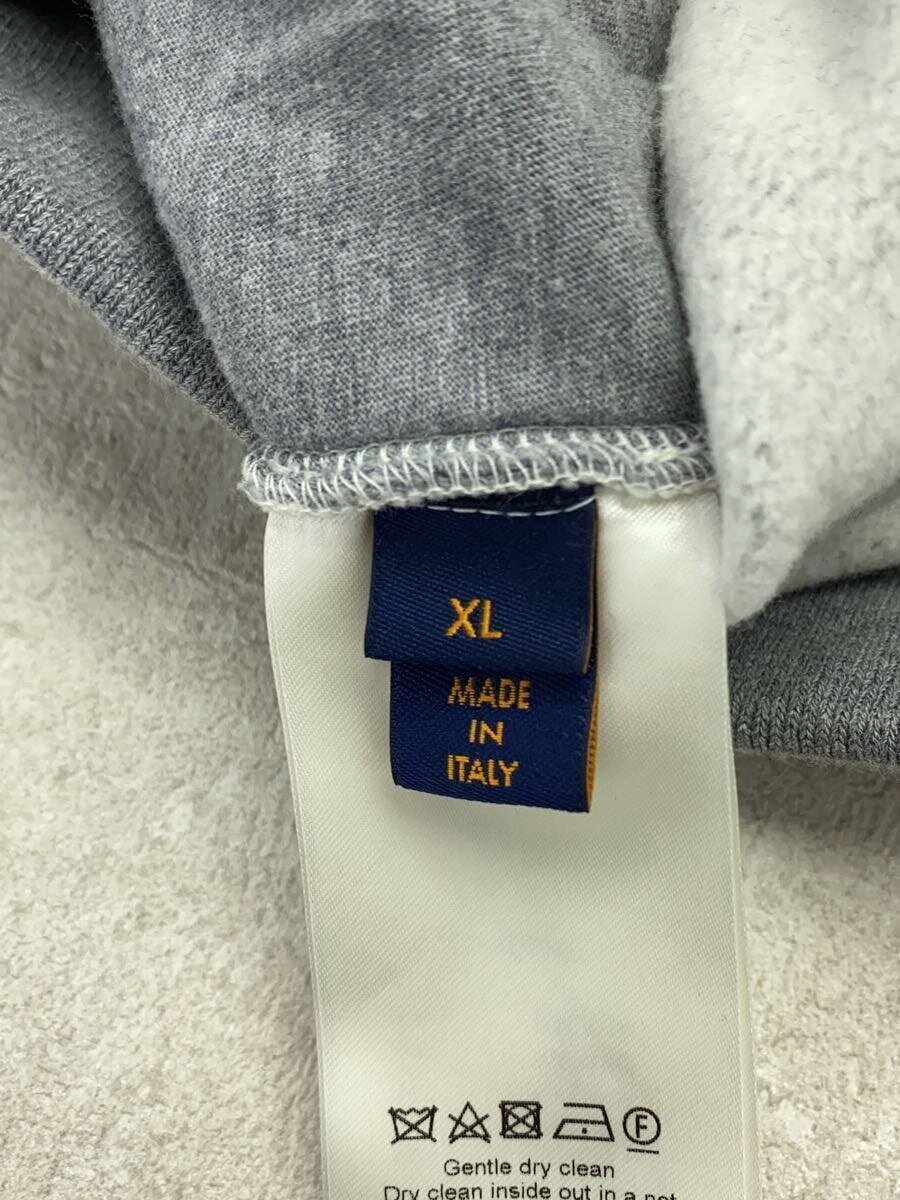 XL
MADE
IN
ITALY
F
Gentle dry clean
Dry clean inside out in a net